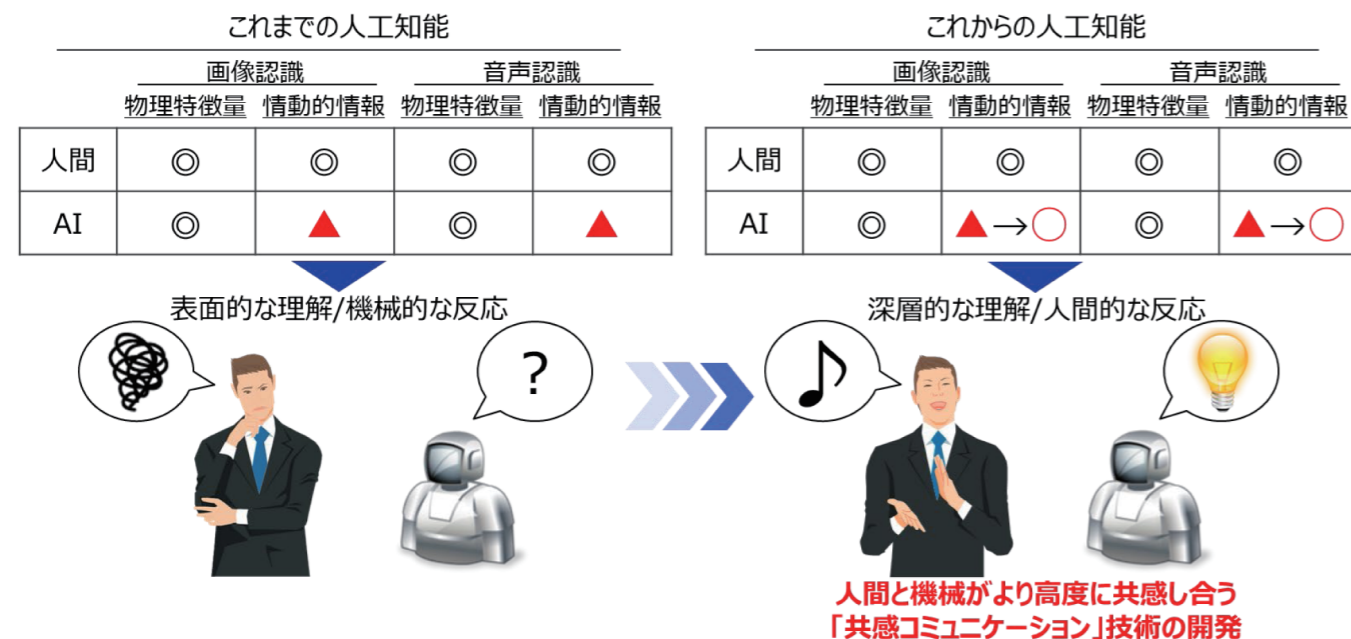 これまでの人工知能
画像認識 音声認識
物理特徴量 情動的情報 物理特徴量 情動的情報
人間 ◎ ◎ ◎ ◎
AI ◎ ▲ ◎ ▲
表面的な理解/機械的な反応
?
これからの人工知能
画像認識 音声認識
物理特徴量 情動的情報 物理特徴量 情動的情報
人間 ◎ ◎ ◎ ◎
AI ◎ ▲→○ ◎ ▲→○
深層的な理解/人間的な反応
♪
人間と機械がより高度に共感し合う
「共感コミュニケーション」技術の開発